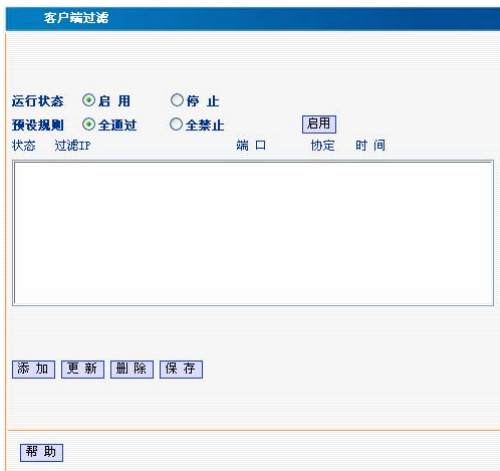 客户端过滤
运行状态 启 用 停 止
预设规则 全通过 全禁止 启用
状态 过滤IP 端 口 协定 时 间
添 加 更 新 删 除 保 存
帮 助